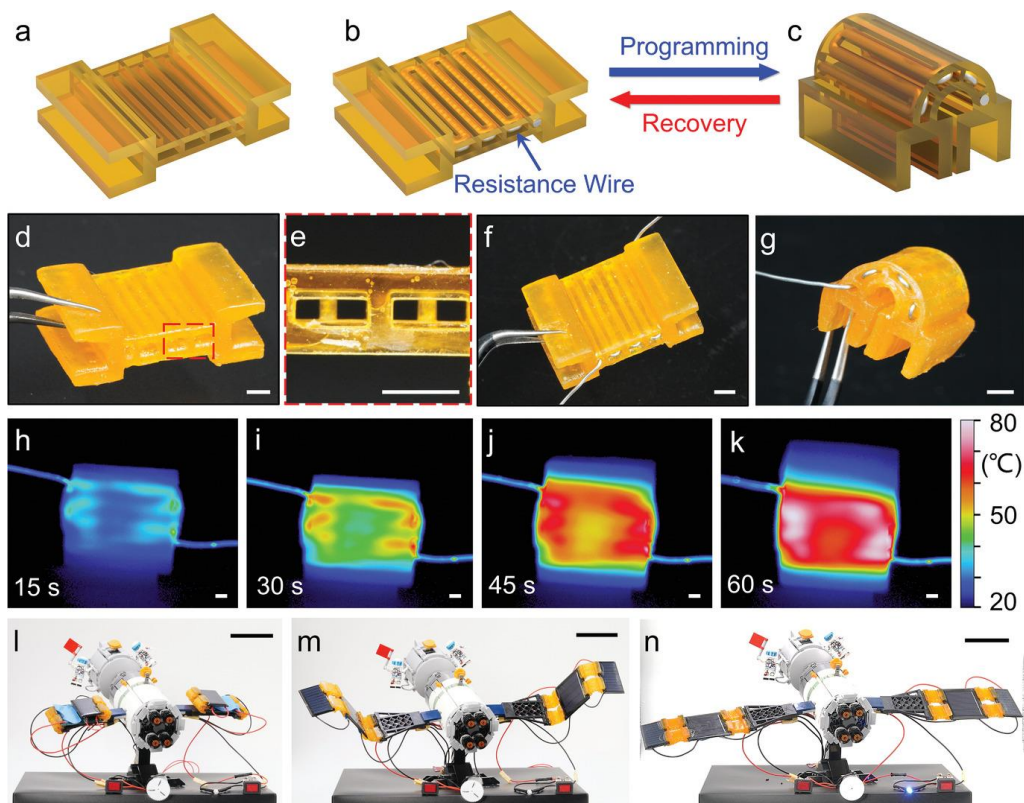 a
b
Programming
c
Recovery
Resistance Wire
d
e
f
g
h
i
j
k
80
(℃)
50
20
15 s
30 s
45 s
60 s
l
m
n